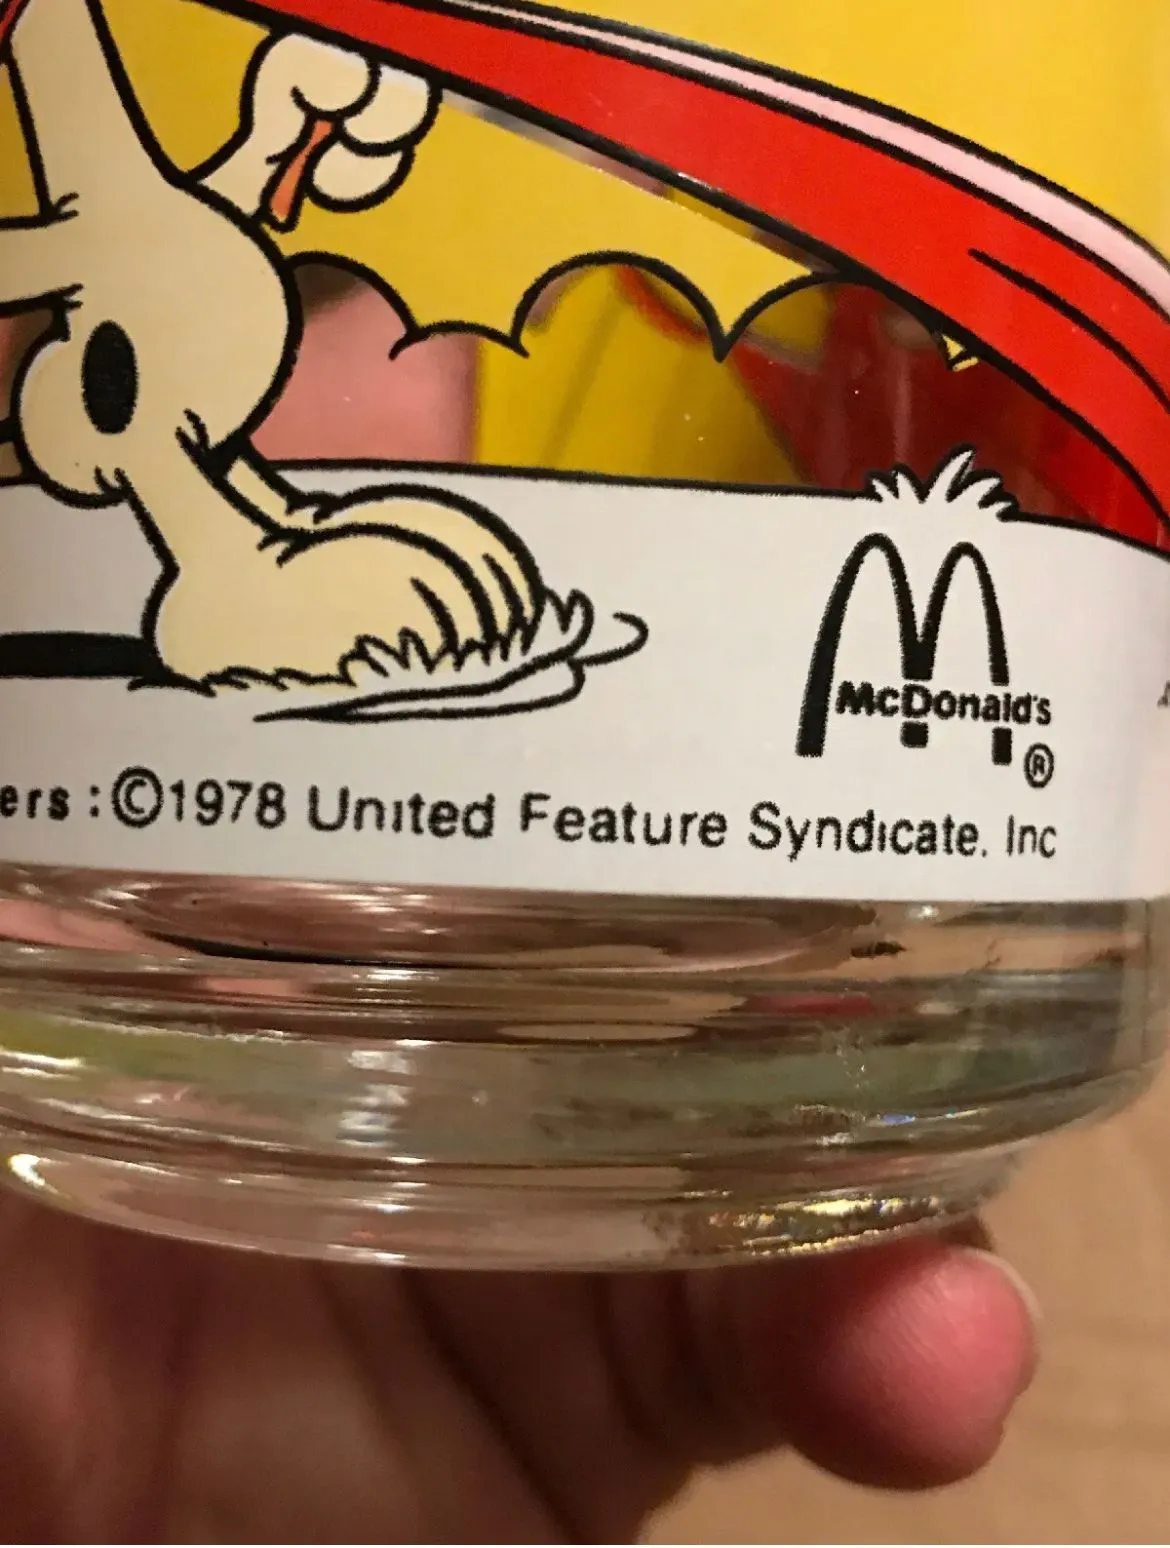 McDonald's
®
ers : ©1978 United Feature Syndicate. Inc